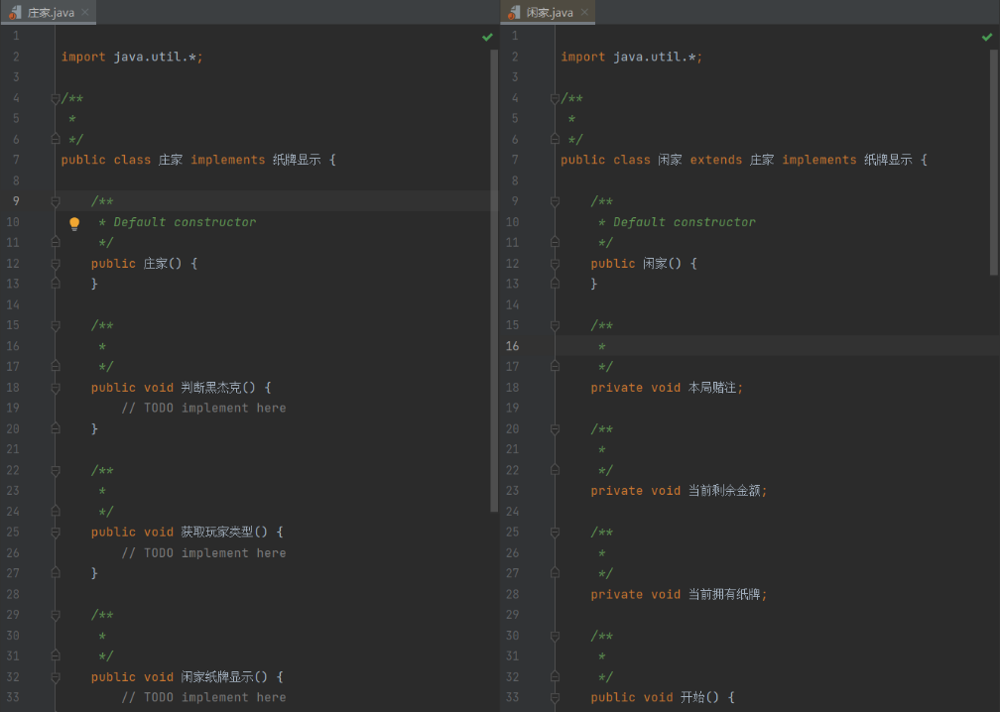 庄家.java
1
2 import java.util.*;
3
4 /**
5 *
6 */
7 public class 庄家 implements 纸牌显示 {
8
9 /**
10 * Default constructor
11 */
12 public 庄家() {
13 }
14
15 /**
16 *
17 */
18 public void 判断黑杰克() {
19 // TODO implement here
20 }
21
22 /**
23 *
24 */
25 public void 获取玩家类型() {
26 // TODO implement here
27 }
28
29 /**
30 *
31 */
32 public void 闲家纸牌显示() {
33 // TODO implement here
闲家.java
1
2 import java.util.*;
3
4 /**
5 *
6 */
7 public class 闲家 extends 庄家 implements 纸牌显示 {
8
9 /**
10 * Default constructor
11 */
12 public 闲家() {
13 }
14
15 /**
16 *
17 */
18 private void 本局赌注;
19
20 /**
21 *
22 */
23 private void 当前剩余金额;
24
25 /**
26 *
27 */
28 private void 当前拥有纸牌;
29
30 /**
31 *
32 */
33 public void 开始() {